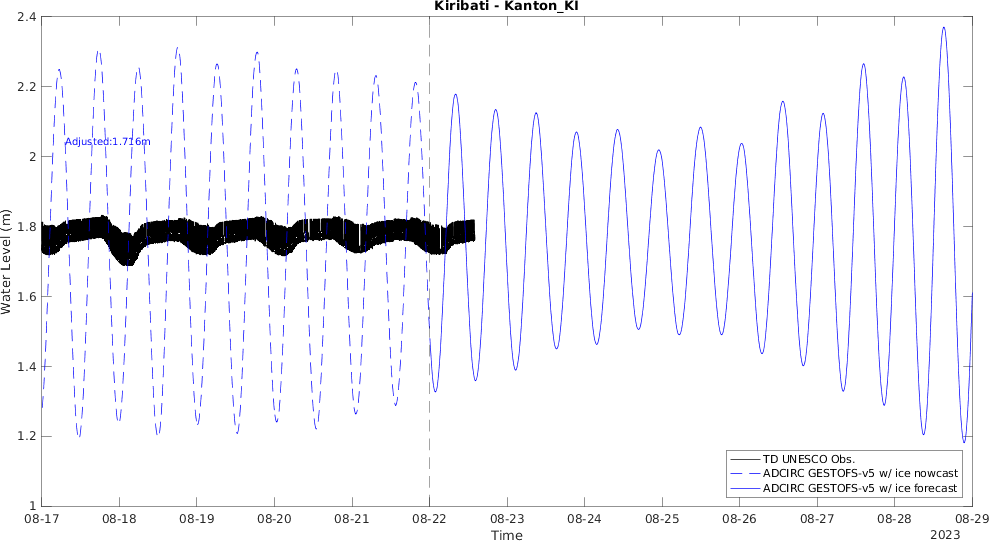 Kiribati - Kanton_KI
2.4
2.2
2
1.8
1.6
1.4
1.2
1
Water Level (m)
Adjusted:1.716m
TD UNESCO Obs.
ADCIRC GESTOFS-v5 w/ ice nowcast
ADCIRC GESTOFS-v5 w/ ice forecast
08-17 08-18 08-19 08-20 08-21 08-22 08-23 08-24 08-25 08-26 08-27 08-28 08-29
Time
2023